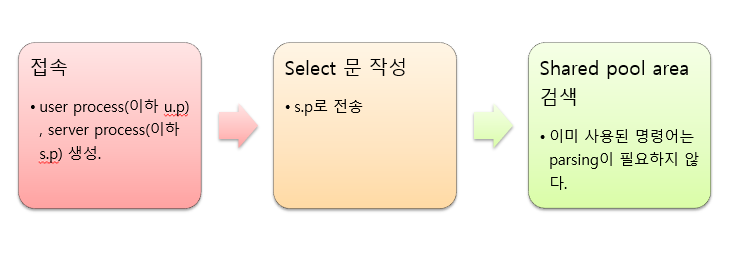 접속
• user process(이하 u.p)
, server process(이하
s.p) 생성.
Select 문 작성
• s.p로 전송
Shared pool area
검색
• 이미 사용된 명령어는
parsing이 필요하지 않
다.